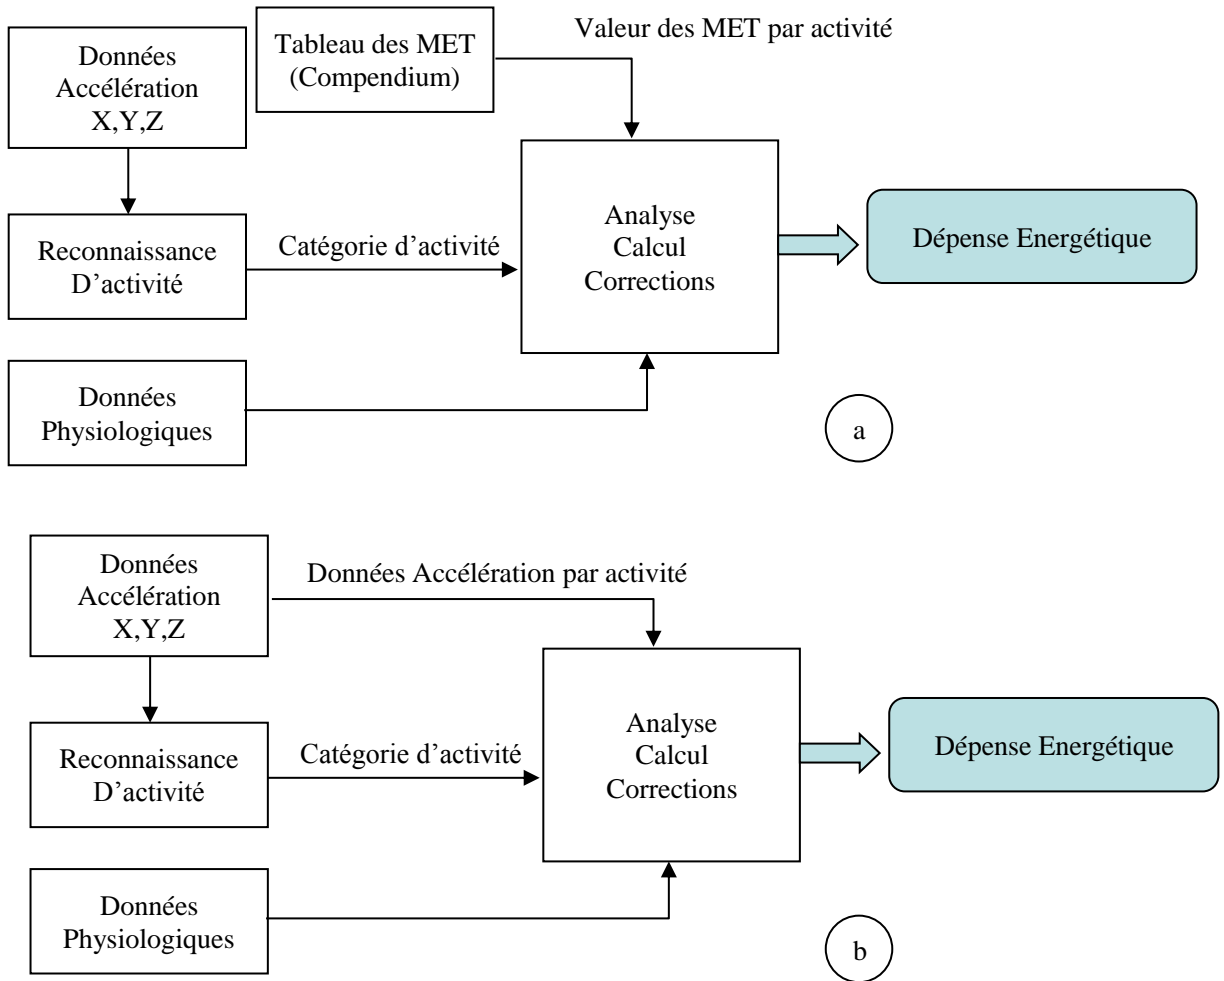 Données
Accélération
X,Y,Z
Tableau des MET
(Compendium)
Valeur des MET par activité
Reconnaissance
D’activité
Catégorie d’activité
Analyse
Calcul
Corrections
Dépense Energétique
Données
Physiologiques
a
Données
Accélération
X,Y,Z
Données Accélération par activité
Reconnaissance
D’activité
Catégorie d’activité
Analyse
Calcul
Corrections
Dépense Energétique
Données
Physiologiques
b